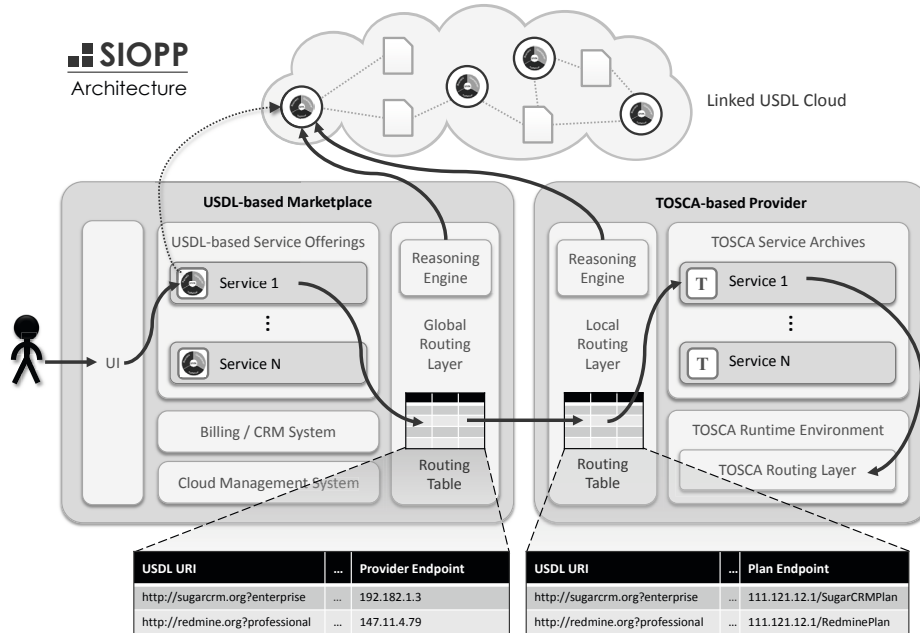 SIOPP
Architecture
Linked USDL Cloud
USDL-based Marketplace
UI
USDL-based Service Offerings
Service 1
⋮
Service N
Billing / CRM System
Cloud Management System
Reasoning
Engine
Global
Routing
Layer
Routing
Table
TOSCA-based Provider
Reasoning
Engine
Local
Routing
Layer
Routing
Table
TOSCA Service Archives
T Service 1
⋮
T Service N
TOSCA Runtime Environment
TOSCA Routing Layer
USDL URI ... Provider Endpoint
http://sugarcrm.org?enterprise ... 192.182.1.3
http://redmine.org?professional ... 147.11.4.79
USDL URI ... Plan Endpoint
http://sugarcrm.org?enterprise ... 111.121.12.1/SugarCRMPlan
http://redmine.org?professional ... 111.121.12.1/RedminePlan